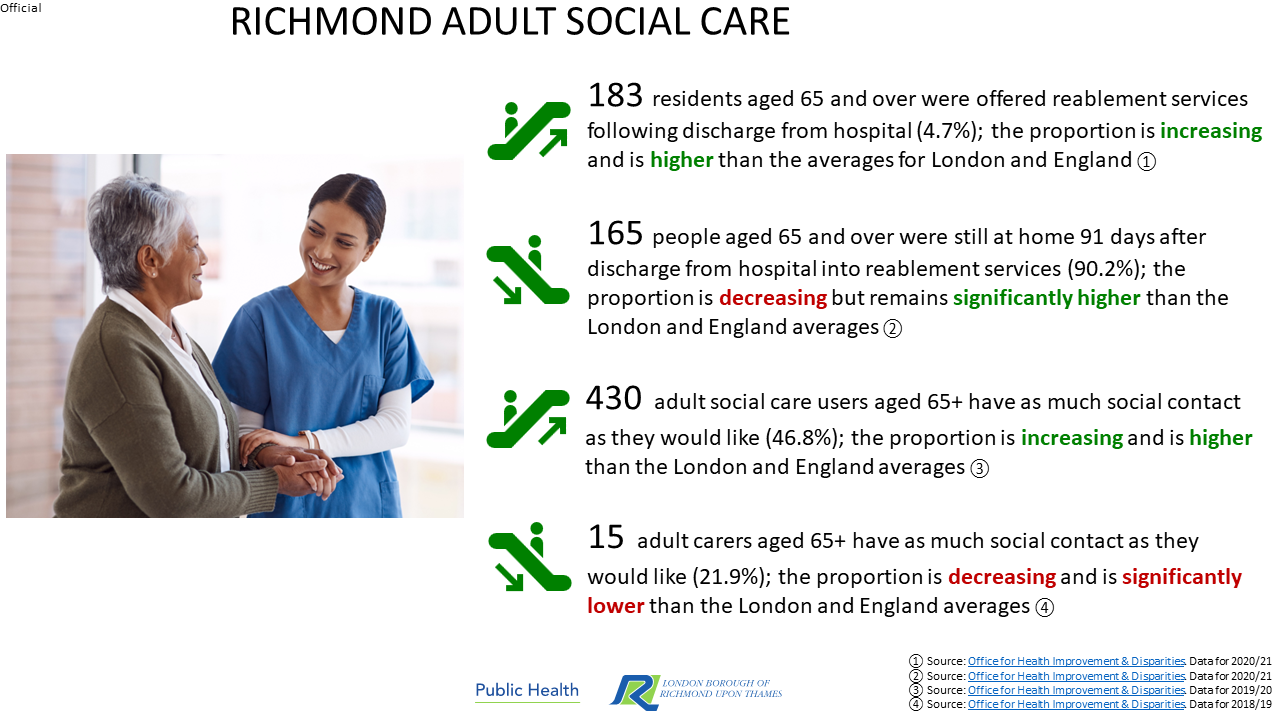 Official
RICHMOND ADULT SOCIAL CARE
183 residents aged 65 and over were offered reablement services
following discharge from hospital (4.7%); the proportion is increasing
and is higher than the averages for London and England ①
165 people aged 65 and over were still at home 91 days after
discharge from hospital into reablement services (90.2%); the
proportion is decreasing but remains significantly higher than the
London and England averages ②
430 adult social care users aged 65+ have as much social contact
as they would like (46.8%); the proportion is increasing and is higher
than the London and England averages ③
15 adult carers aged 65+ have as much social contact as they
would like (21.9%); the proportion is decreasing and is significantly
lower than the London and England averages ④
① Source: Office for Health Improvement & Disparities. Data for 2020/21
② Source: Office for Health Improvement & Disparities. Data for 2020/21
③ Source: Office for Health Improvement & Disparities. Data for 2019/20
④ Source: Office for Health Improvement & Disparities. Data for 2018/19
Public Health
LONDON BOROUGH OF
RICHMOND UPON THAMES